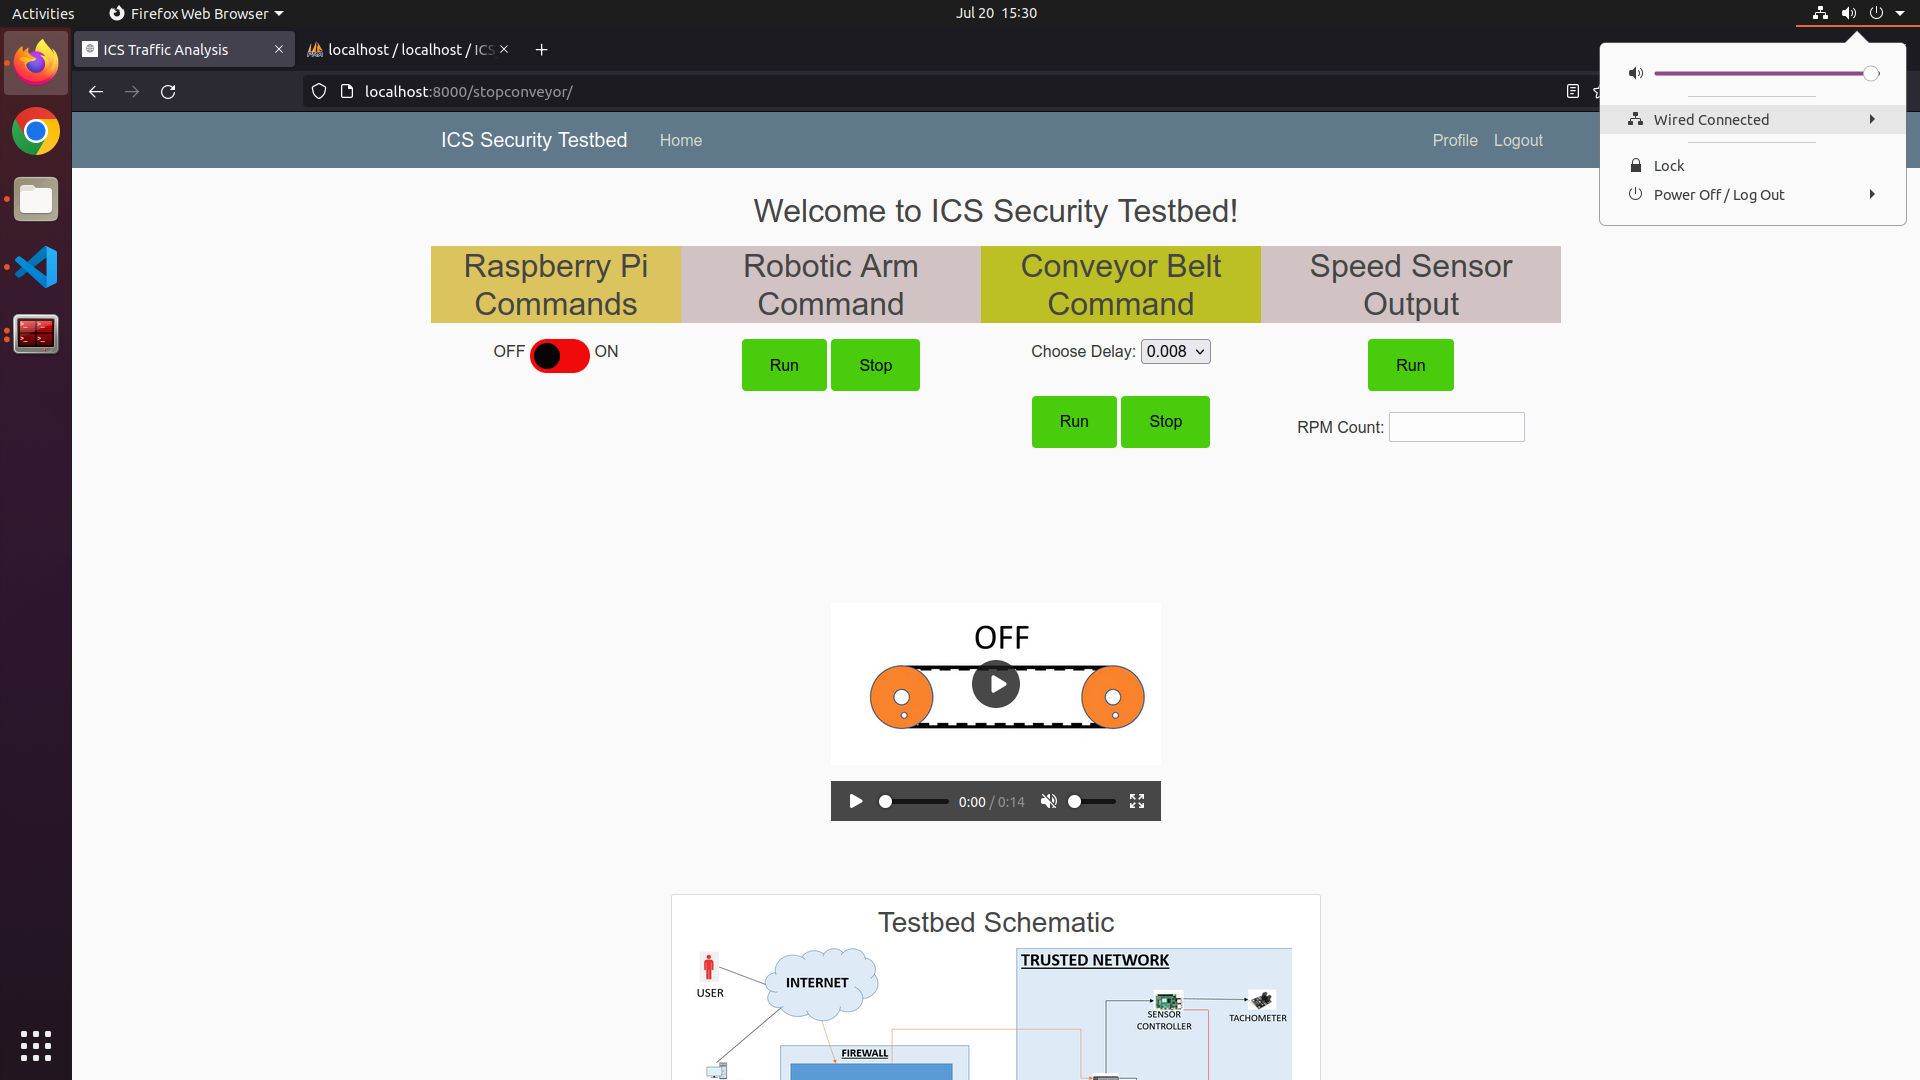 Activities
Firefox Web Browser
Jul 20 15:30
ICS Traffic Analysis
localhost / localhost / ICS
localhost:8000/stopconveyor/
Wired Connected
Lock
Power Off / Log Out
ICS Security Testbed
Home
Profile
Logout
Welcome to ICS Security Testbed!
Raspberry Pi
Commands
Robotic Arm
Command
Conveyor Belt
Command
Speed Sensor
Output
OFF
ON
Run
Stop
Choose Delay:
0.008
Run
Stop
Run
RPM Count:
OFF
0:00 / 0:14
Testbed Schematic
USER
INTERNET
TRUSTED NETWORK
SENSOR
CONTROLLER
TACHOMETER
FIREWALL